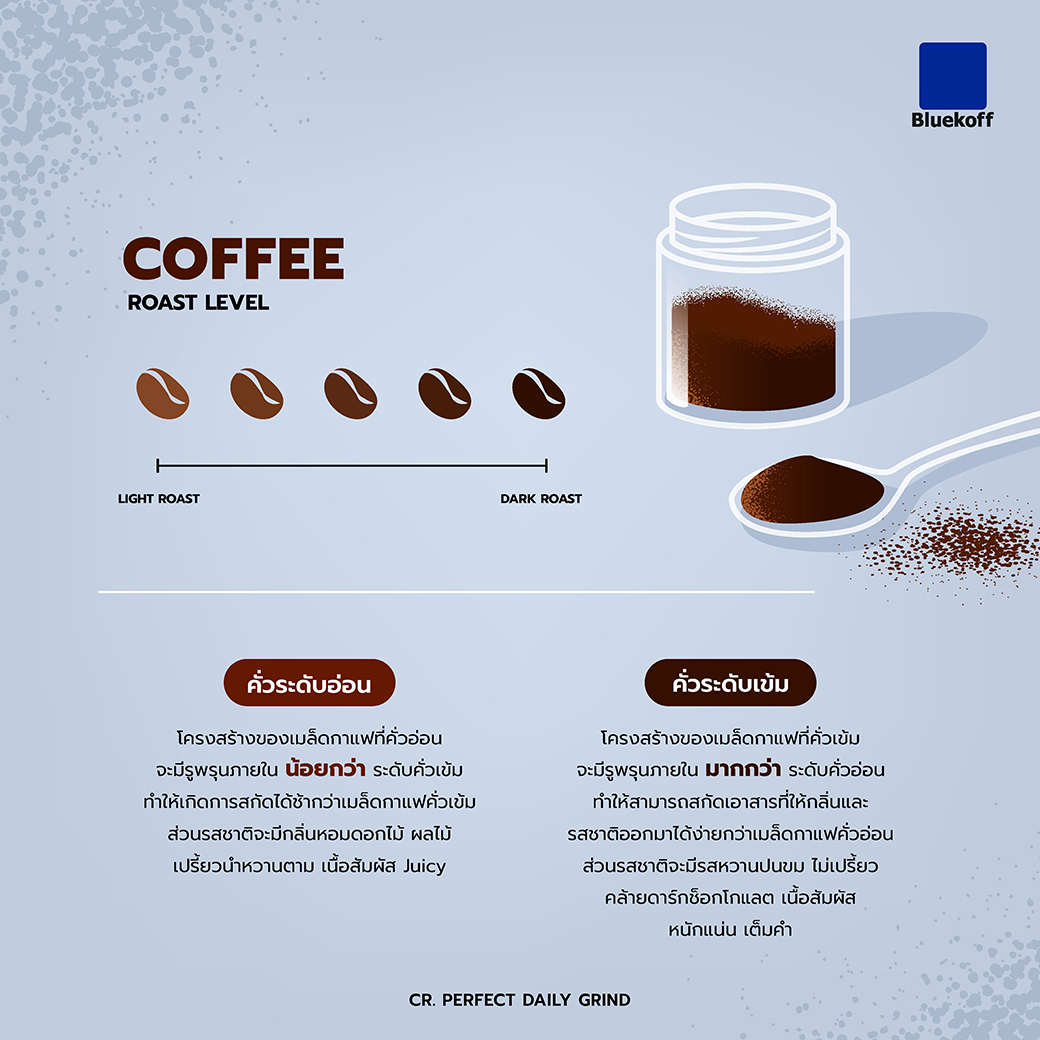 Bluekoff
COFFEE
ROAST LEVEL
LIGHT ROAST
DARK ROAST
คั่วระดับอ่อน
โครงสร้างของเมล็ดกาแฟที่คั่วอ่อน
จะมีรูพรุนภายใน น้อยกว่า ระดับคั่วเข้ม
ทำให้เกิดการสกัดได้ช้ากว่าเมล็ดกาแฟคั่วเข้ม
ส่วนรสชาติจะมีกลิ่นหอมดอกไม้ ผลไม้
เปรี้ยวนำหวานตาม เนื้อสัมผัส Juicy
คั่วระดับเข้ม
โครงสร้างของเมล็ดกาแฟที่คั่วเข้ม
จะมีรูพรุนภายใน มากกว่า ระดับคั่วอ่อน
ทำให้สามารถสกัดเอาสารที่ให้กลิ่นและ
รสชาติออกมาได้ง่ายกว่าเมล็ดกาแฟคั่วอ่อน
ส่วนรสชาติจะมีรสหวานปนขม ไม่เปรี้ยว
คล้ายดาร์กช็อกโกแลต เนื้อสัมผัส
หนักแน่น เต็มคำ
CR. PERFECT DAILY GRIND